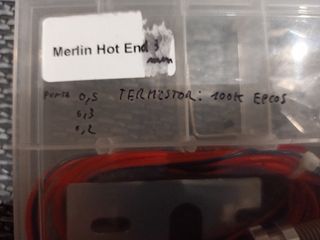 Merlin Hot End 3
0,5 TERMISTOR: 100K EPCOS
0,3
0,2